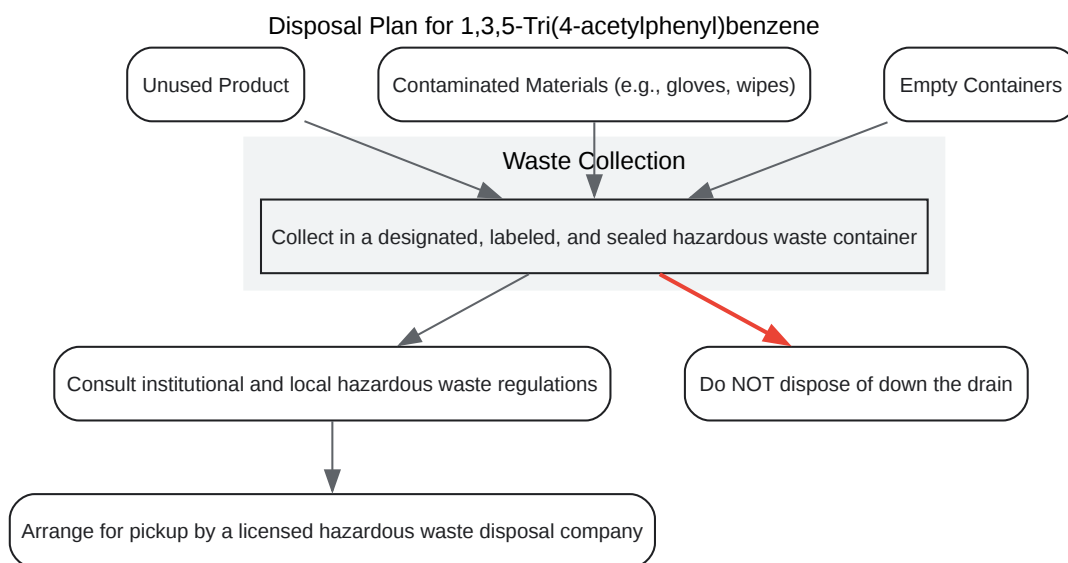 Disposal Plan for 1,3,5-Tri(4-acetylphenyl)benzene
Unused Product
Contaminated Materials (e.g., gloves, wipes)
Empty Containers
Waste Collection
Collect in a designated, labeled, and sealed hazardous waste container
Consult institutional and local hazardous waste regulations
Do NOT dispose of down the drain
Arrange for pickup by a licensed hazardous waste disposal company